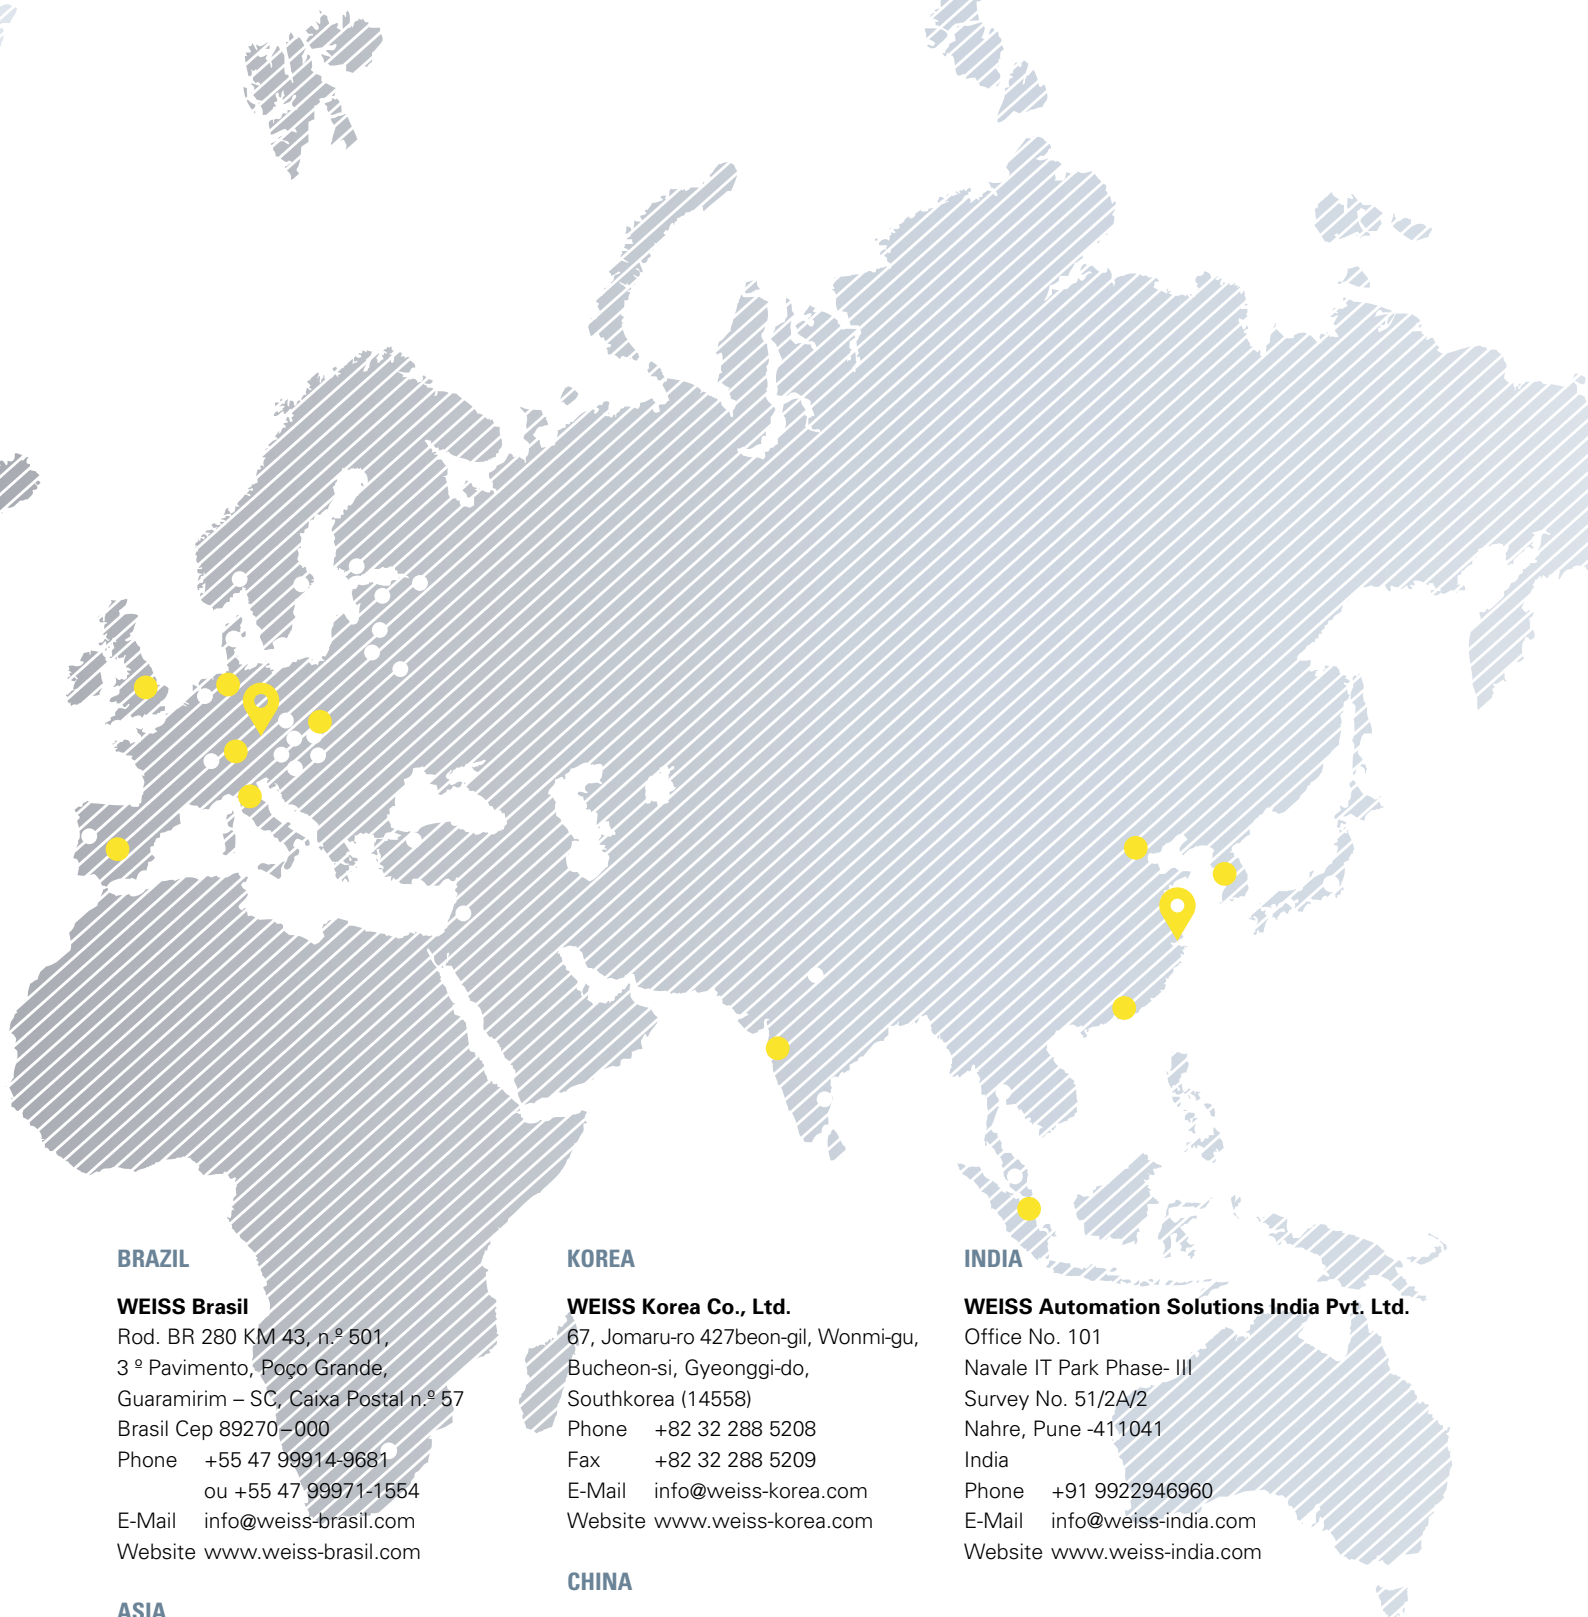 BRAZIL
WEISS Brasil
Rod. BR 280 KM 43, n.º 501,
3 º Pavimento, Poço Grande,
Guaramirim – SC, Caixa Postal n.º 57
Brasil Cep 89270–000
Phone +55 47 99914-9681
ou +55 47 99971-1554
E-Mail info@weiss-brasil.com
Website www.weiss-brasil.com
ASIA
KOREA
WEISS Korea Co., Ltd.
67, Jomaru-ro 427beon-gil, Wonmi-gu,
Bucheon-si, Gyeonggi-do,
Southkorea (14558)
Phone +82 32 288 5208
Fax +82 32 288 5209
E-Mail info@weiss-korea.com
Website www.weiss-korea.com
CHINA
INDIA
WEISS Automation Solutions India Pvt. Ltd.
Office No. 101
Navale IT Park Phase- III
Survey No. 51/2A/2
Nahre, Pune -411041
India
Phone +91 9922946960
E-Mail info@weiss-india.com
Website www.weiss-india.com